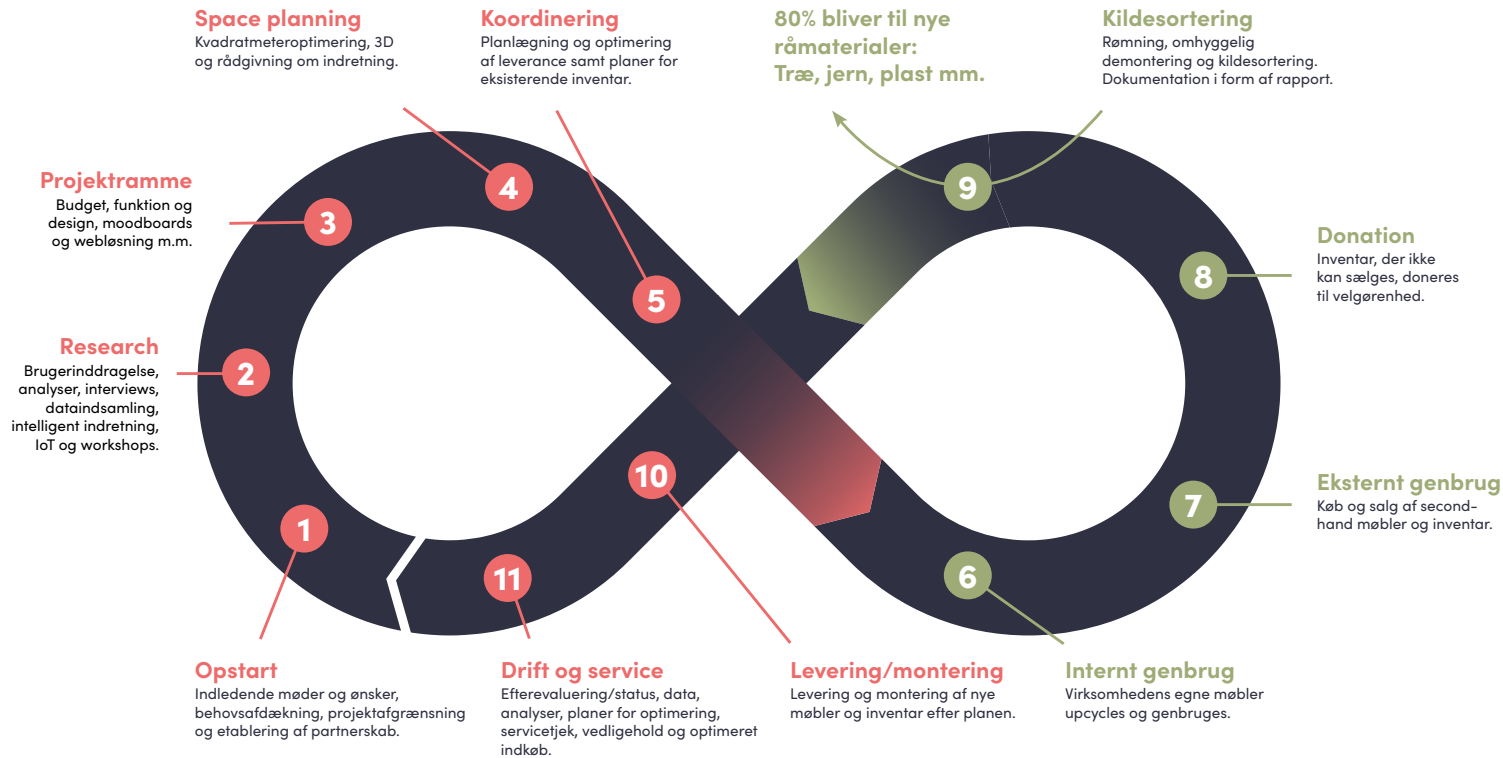 Space planning
Kvadratmeteroptimering, 3D
og rådgivning om indretning.
Koordinering
Planlægning og optimering
af leverance samt planer for
eksisterende inventar.
80% bliver til nye
råmaterialer:
Træ, jern, plast mm.
Kildesortering
Rømning, omhyggelig
demontering og kildesortering.
Dokumentation i form af rapport.
Projektramme
Budget, funktion og
design, moodboards
og webløsning m.m.
3
4
5
9
8
Donation
Inventar, der ikke
kan sælges, doneres
til velgørenhed.
Research
Brugerinddragelse,
analyser, interviews,
dataindsamling,
intelligent indretning,
IoT og workshops.
2
1
11
10
6
7
Eksternt genbrug
Køb og salg af second-
hand møbler og inventar.
Opstart
Indledende møder og ønsker,
behovsafdækning, projektafgrænsning
og etablering af partnerskab.
Drift og service
Efterevaluering/status, data,
analyser, planer for optimering,
servicetjek, vedligehold og optimeret
indkøb.
Levering/montering
Levering og montering af nye
møbler og inventar efter planen.
Internt genbrug
Virksomhedens egne møbler
upcycles og genbruges.